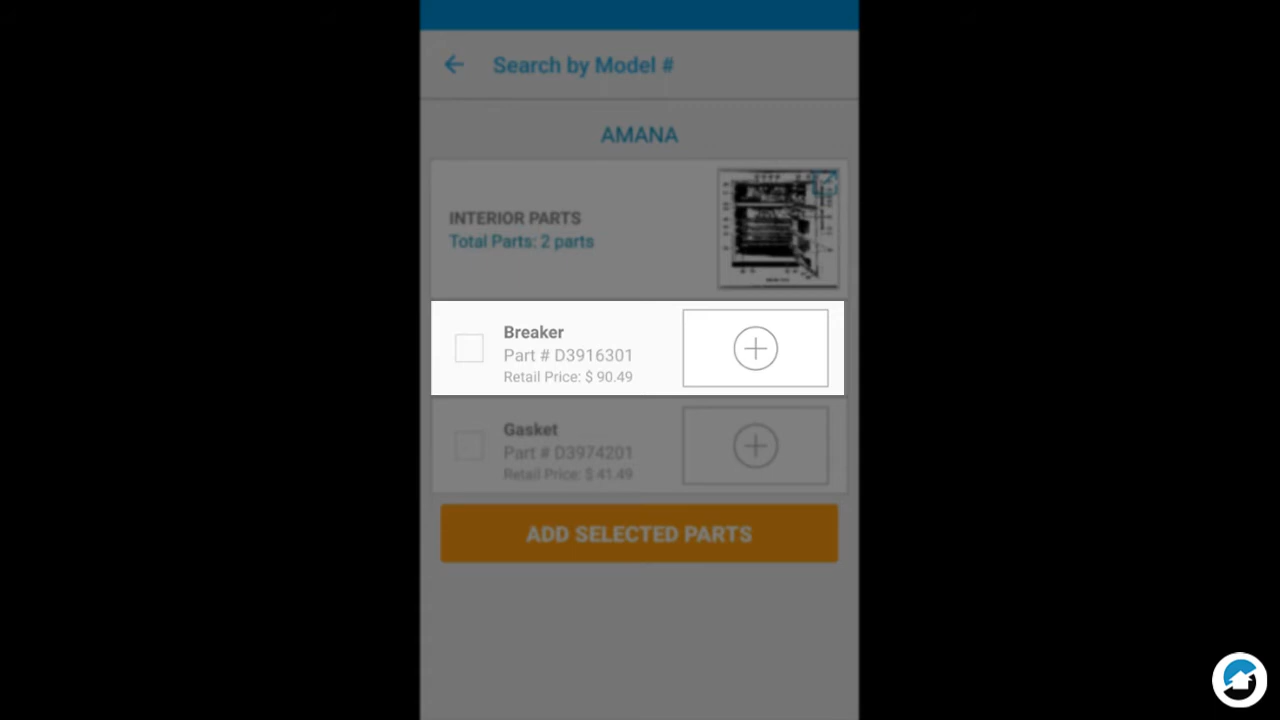 Search by Model #
AMANA
INTERIOR PARTS
Total Parts: 2 parts
Breaker
Part # D3916301
Retail Price: $ 90.49
Gasket
Part # D3974201
Retail Price: $ 41.49
ADD SELECTED PARTS